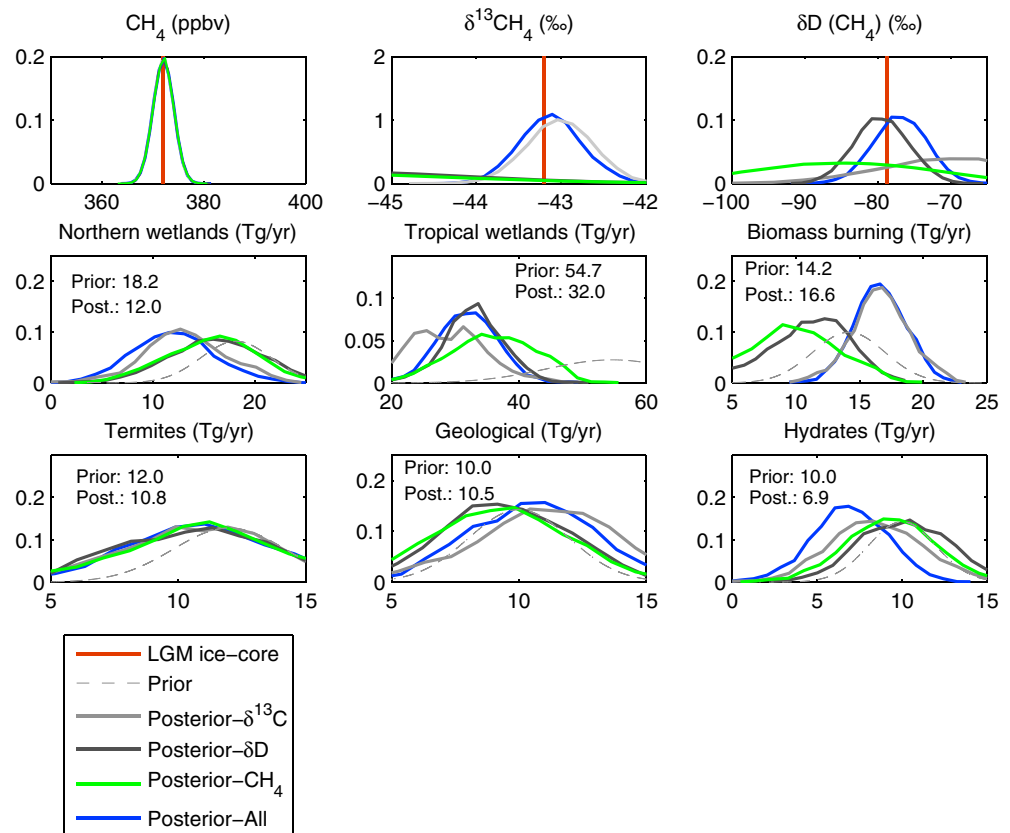 CH4 (ppbv)
δ13CH4 (‰)
δD (CH4) (‰)
0.2
0.1
0
360
380
400
2
1
0
−45
−44
−43
−42
0.2
0.1
0
−100
−90
−80
−70
Northern wetlands (Tg/yr)
Tropical wetlands (Tg/yr)
Biomass burning (Tg/yr)
Prior: 18.2
Post.: 12.0
0.2
0.1
0
0
10
20
Prior: 54.7
Post.: 32.0
0.1
0.05
0
20
40
60
Prior: 14.2
Post.: 16.6
0.2
0.1
0
5
10
15
20
25
Termites (Tg/yr)
Geological (Tg/yr)
Hydrates (Tg/yr)
Prior: 12.0
Post.: 10.8
0.2
0.1
0
5
10
15
Prior: 10.0
Post.: 10.5
0.2
0.1
0
5
10
15
Prior: 10.0
Post.: 6.9
0.2
0.1
0
0
5
10
15
LGM ice−core
Prior
Posterior−δ13C
Posterior−δD
Posterior−CH4
Posterior−All